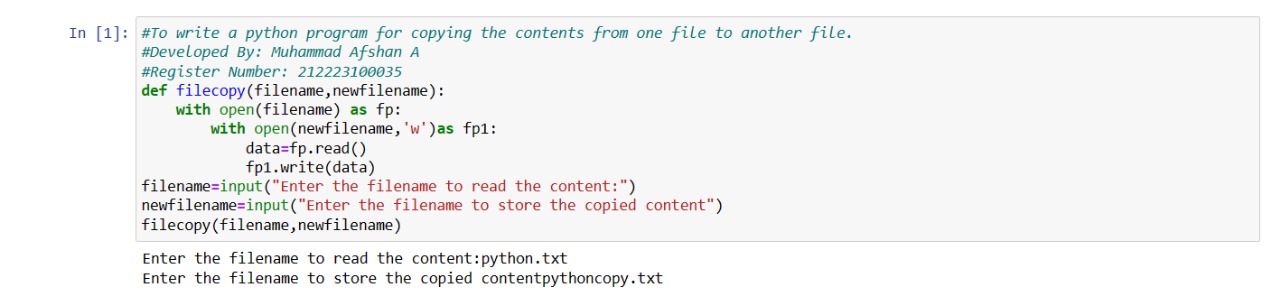 In [1]: #To write a python program for copying the contents from one file to another file.
#Developed By: Muhammad Afshan A
#Register Number: 212223100035
def filecopy(filename,newfilename):
    with open(filename) as fp:
        with open(newfilename,'w')as fp1:
            data=fp.read()
            fp1.write(data)
filename=input("Enter the filename to read the content:")
newfilename=input("Enter the filename to store the copied content")
filecopy(filename,newfilename)
Enter the filename to read the content:python.txt
Enter the filename to store the copied contentpythoncopy.txt